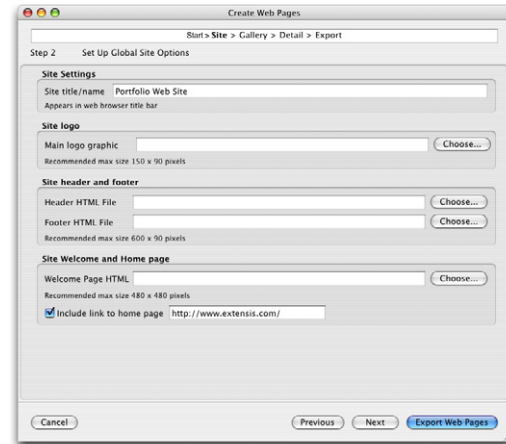 Create Web Pages
Start > Site > Gallery > Detail > Export
Step 2 Set Up Global Site Options
Site Settings
Site title/name Portfolio Web Site
Appears in web browser title bar
Site logo
Main logo graphic Choose...
Recommended max size 150 x 90 pixels
Site header and footer
Header HTML File Choose...
Footer HTML File Choose...
Recommended max size 600 x 90 pixels
Site Welcome and Home page
Welcome Page HTML Choose...
Recommended max size 480 x 480 pixels
Include link to home page http://www.extensis.com/
Cancel Previous Next Export Web Pages